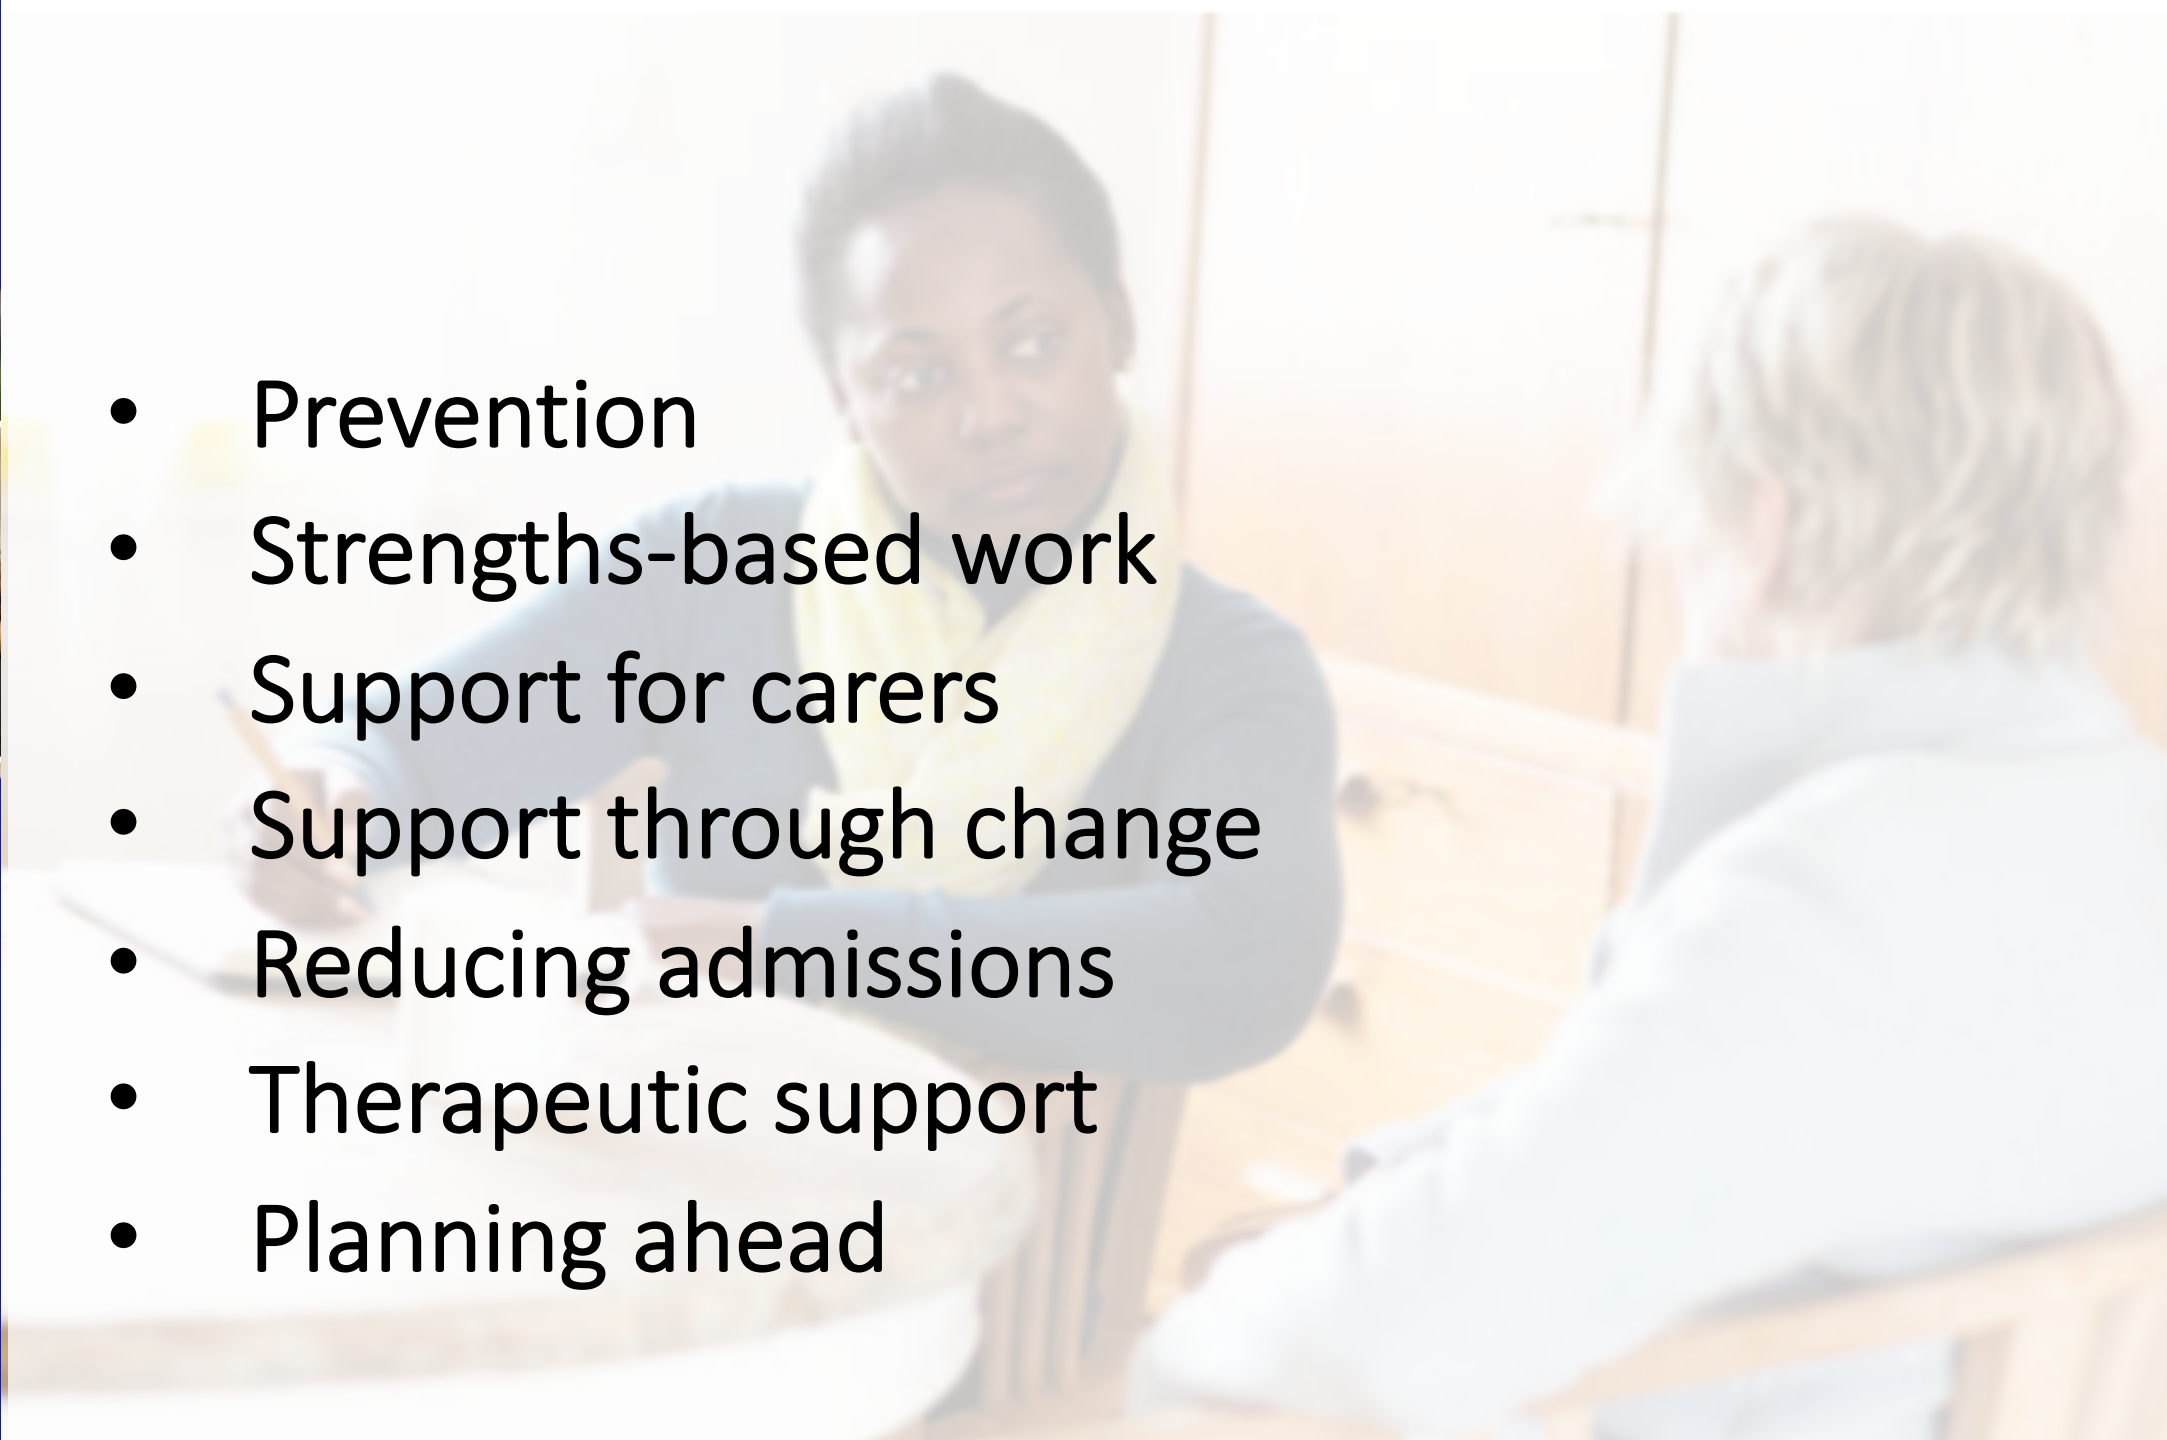 • Prevention
• Strengths-based work
• Support for carers
• Support through change
• Reducing admissions
• Therapeutic support
• Planning ahead